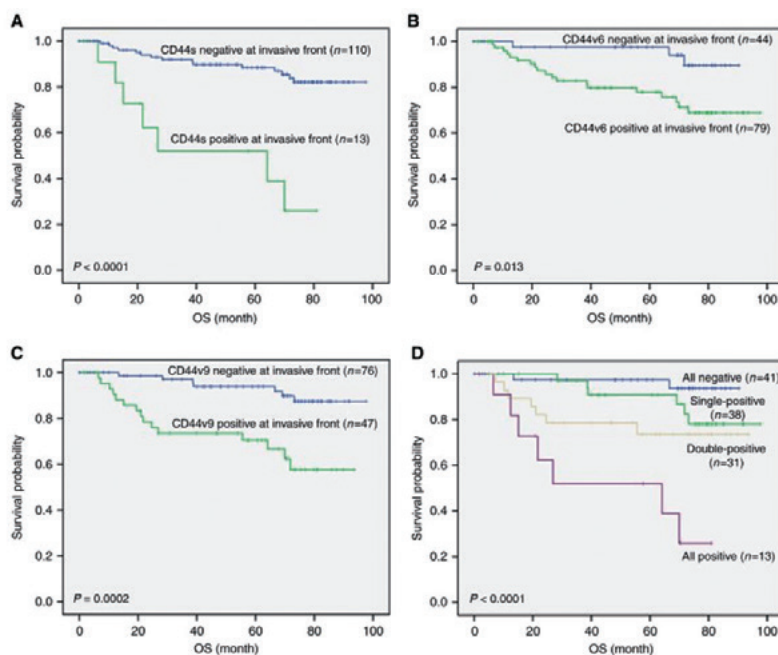 A
Survival probability
1.0
0.8
0.6
0.4
0.2
0.0
CD44s negative at invasive front (n=110)
CD44s positive at invasive front (n=13)
P < 0.0001
0 20 40 60 80 100
OS (month)
B
Survival probability
1.0
0.8
0.6
0.4
0.2
0.0
CD44v6 negative at invasive front (n=44)
CD44v6 positive at invasive front (n=79)
P = 0.013
0 20 40 60 80 100
OS (month)
C
Survival probability
1.0
0.8
0.6
0.4
0.2
0.0
CD44v9 negative at invasive front (n=76)
CD44v9 positive at invasive front (n=47)
P = 0.0002
0 20 40 60 80 100
OS (month)
D
Survival probability
1.0
0.8
0.6
0.4
0.2
0.0
All negative (n=41)
Single-positive
(n=38)
Double-positive
(n=31)
All positive (n=13)
P < 0.0001
0 20 40 60 80 100
OS (month)